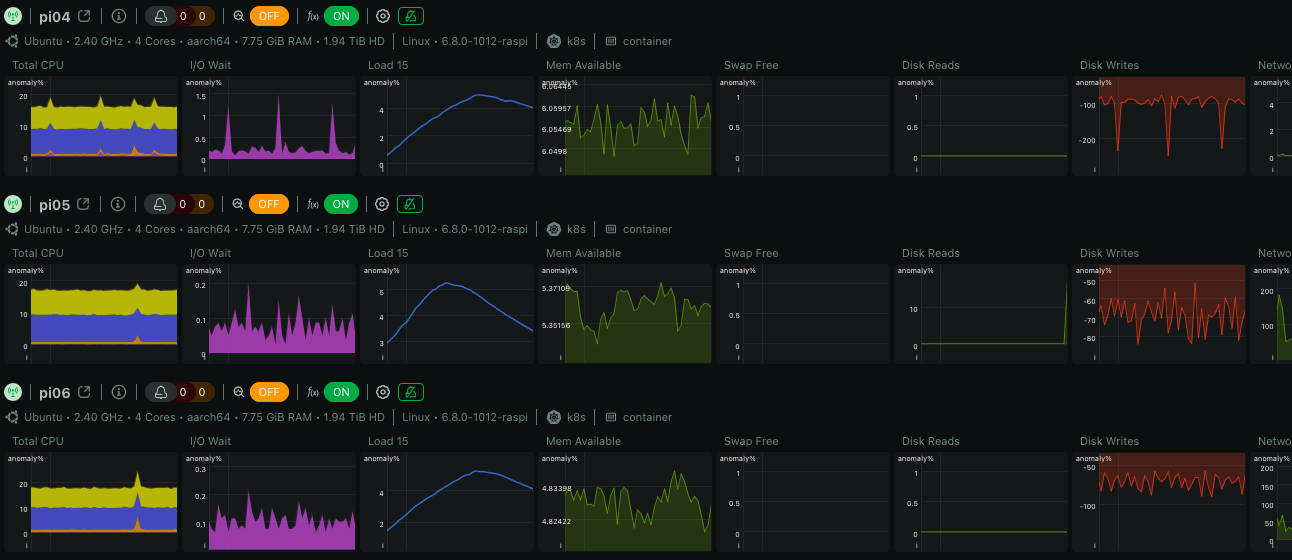 pi04 0 0 OFF f(x) ON
Ubuntu • 2.40 GHz • 4 Cores • aarch64 • 7.75 GiB RAM • 1.94 TiB HD Linux • 6.8.0-1012-raspi k8s container
Total CPU I/O Wait Load 15 Mem Available Swap Free Disk Reads Disk Writes Netwo
anomaly% anomaly% anomaly% anomaly% anomaly% anomaly% anomaly% anomaly%
20 1.5 4 6.06445 1 1 -100 4
10 1.0 2 6.05957 0.5 0.5 -200 2
0 0.5 0 6.05469 0 0 0
0 6.0498
pi05 0 0 OFF f(x) ON
Ubuntu • 2.40 GHz • 4 Cores • aarch64 • 7.75 GiB RAM • 1.94 TiB HD Linux • 6.8.0-1012-raspi k8s container
Total CPU I/O Wait Load 15 Mem Available Swap Free Disk Reads Disk Writes Netwo
anomaly% anomaly% anomaly% anomaly% anomaly% anomaly% anomaly% anomaly%
20 0.2 5 5.37109 1 10 -50 200
10 0.1 4 5.35156 0.5 0 -60 100
0 0 3 0 -70 0
-80
pi06 0 0 OFF f(x) ON
Ubuntu • 2.40 GHz • 4 Cores • aarch64 • 7.75 GiB RAM • 1.94 TiB HD Linux • 6.8.0-1012-raspi k8s container
Total CPU I/O Wait Load 15 Mem Available Swap Free Disk Reads Disk Writes Netwo
anomaly% anomaly% anomaly% anomaly% anomaly% anomaly% anomaly% anomaly%
20 0.3 4 4.83398 1 1 -50 200
10 0.2 2 4.82422 0.5 0.5 -100 150
0 0.1 0 0 100
50
0